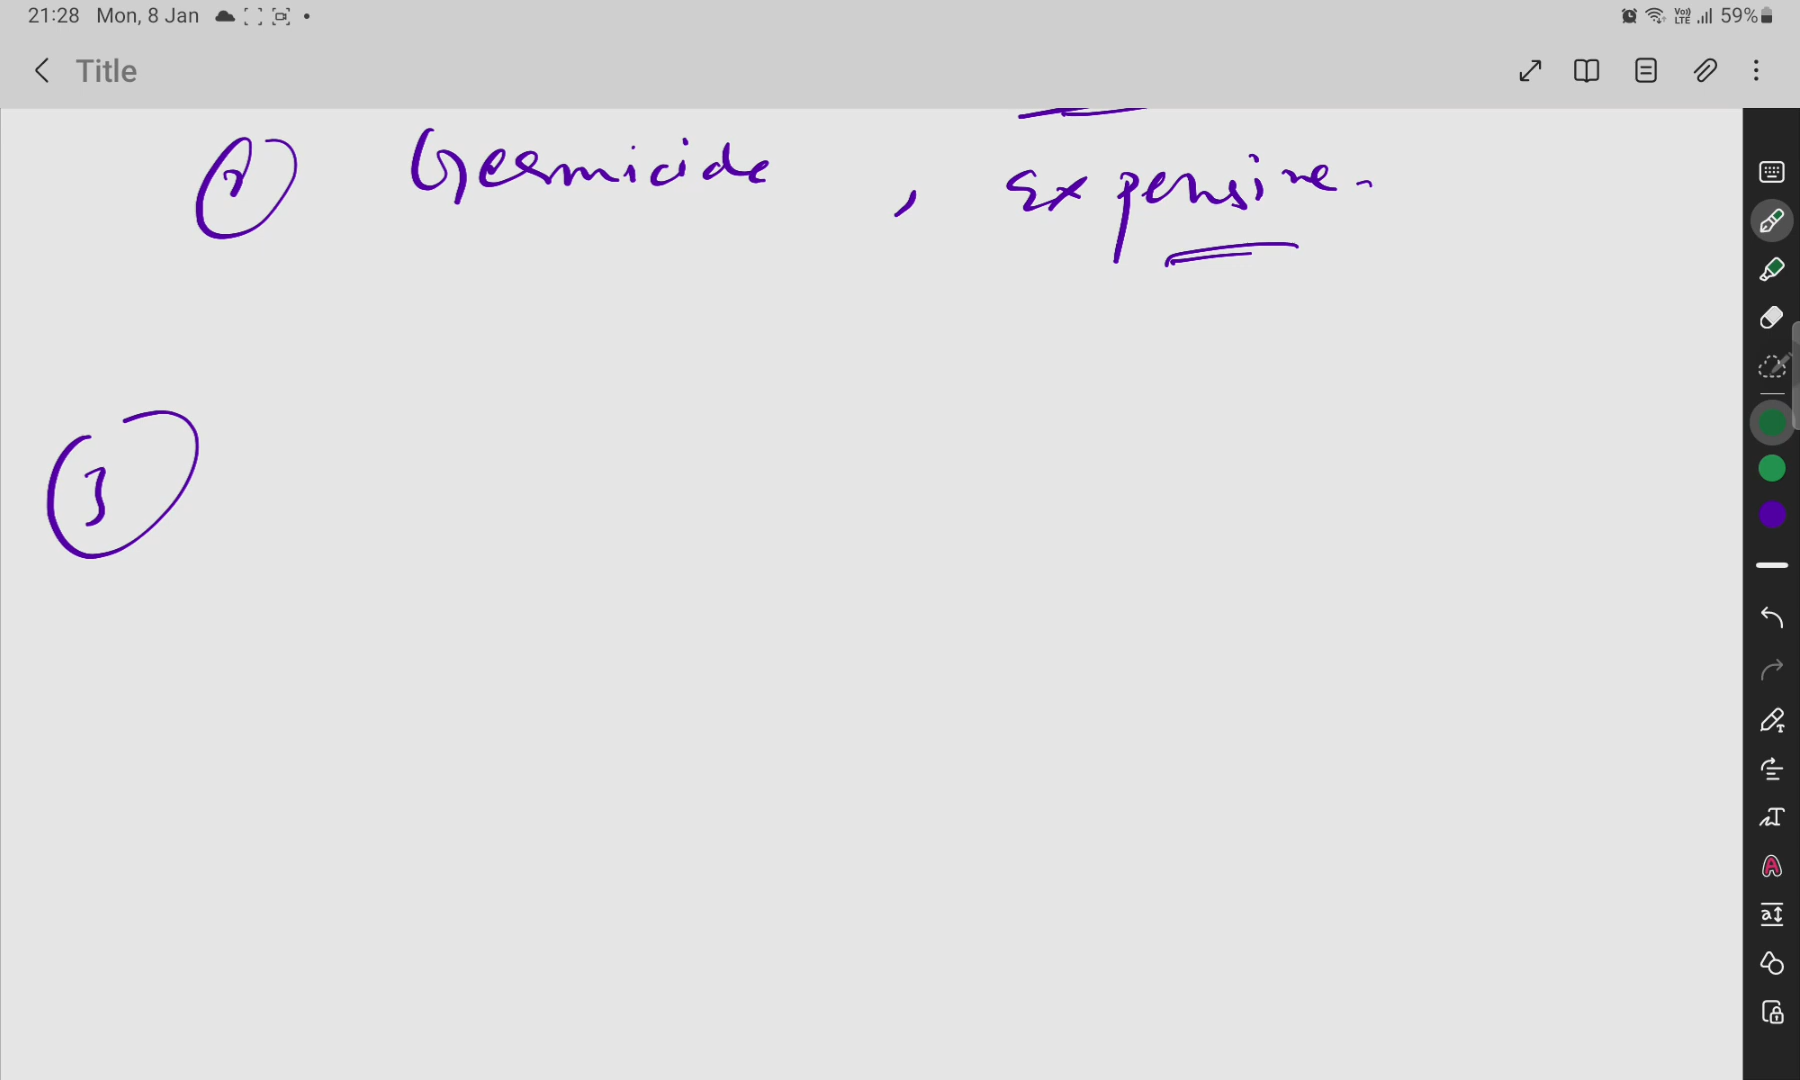 21:28 Mon, 8 Jan 59%
Title
② Germicide, Expensive.
③